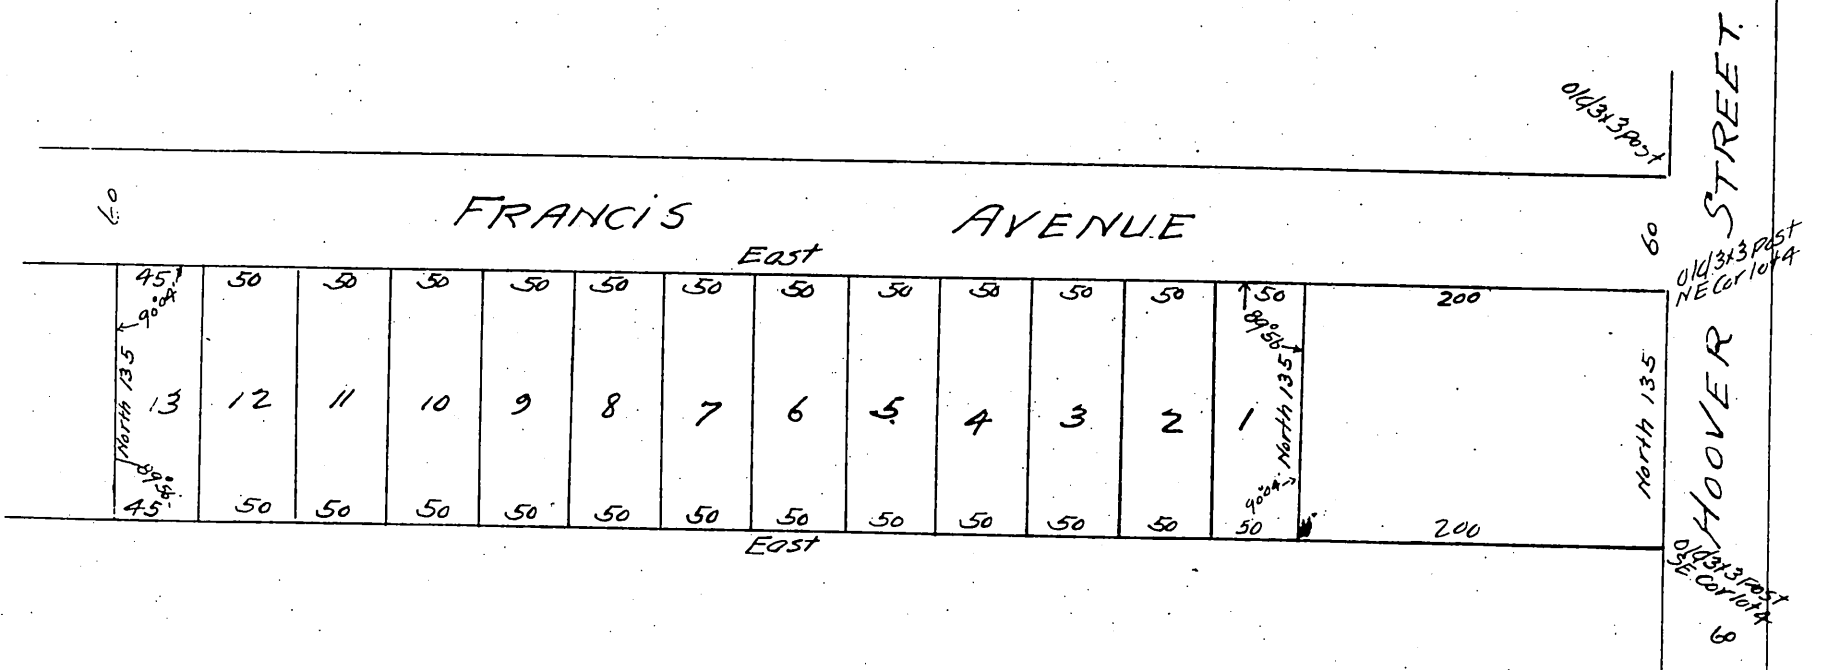 Old 3x3 post
HOOVER STREET.
60
FRANCIS AVENUE
60
East
Old 3x3 post
NE Cor lot 4
45 50 50 50 50 50 50 50 50 50 50 50 50 200
90°04'
89°56'
North 135
North 135
North 135
13 12 11 10 9 8 7 6 5 4 3 2 1
89°56'
90°04'
45 50 50 50 50 50 50 50 50 50 50 50 50 200
East
Old 3x3 Post
SE Cor lot 4
60